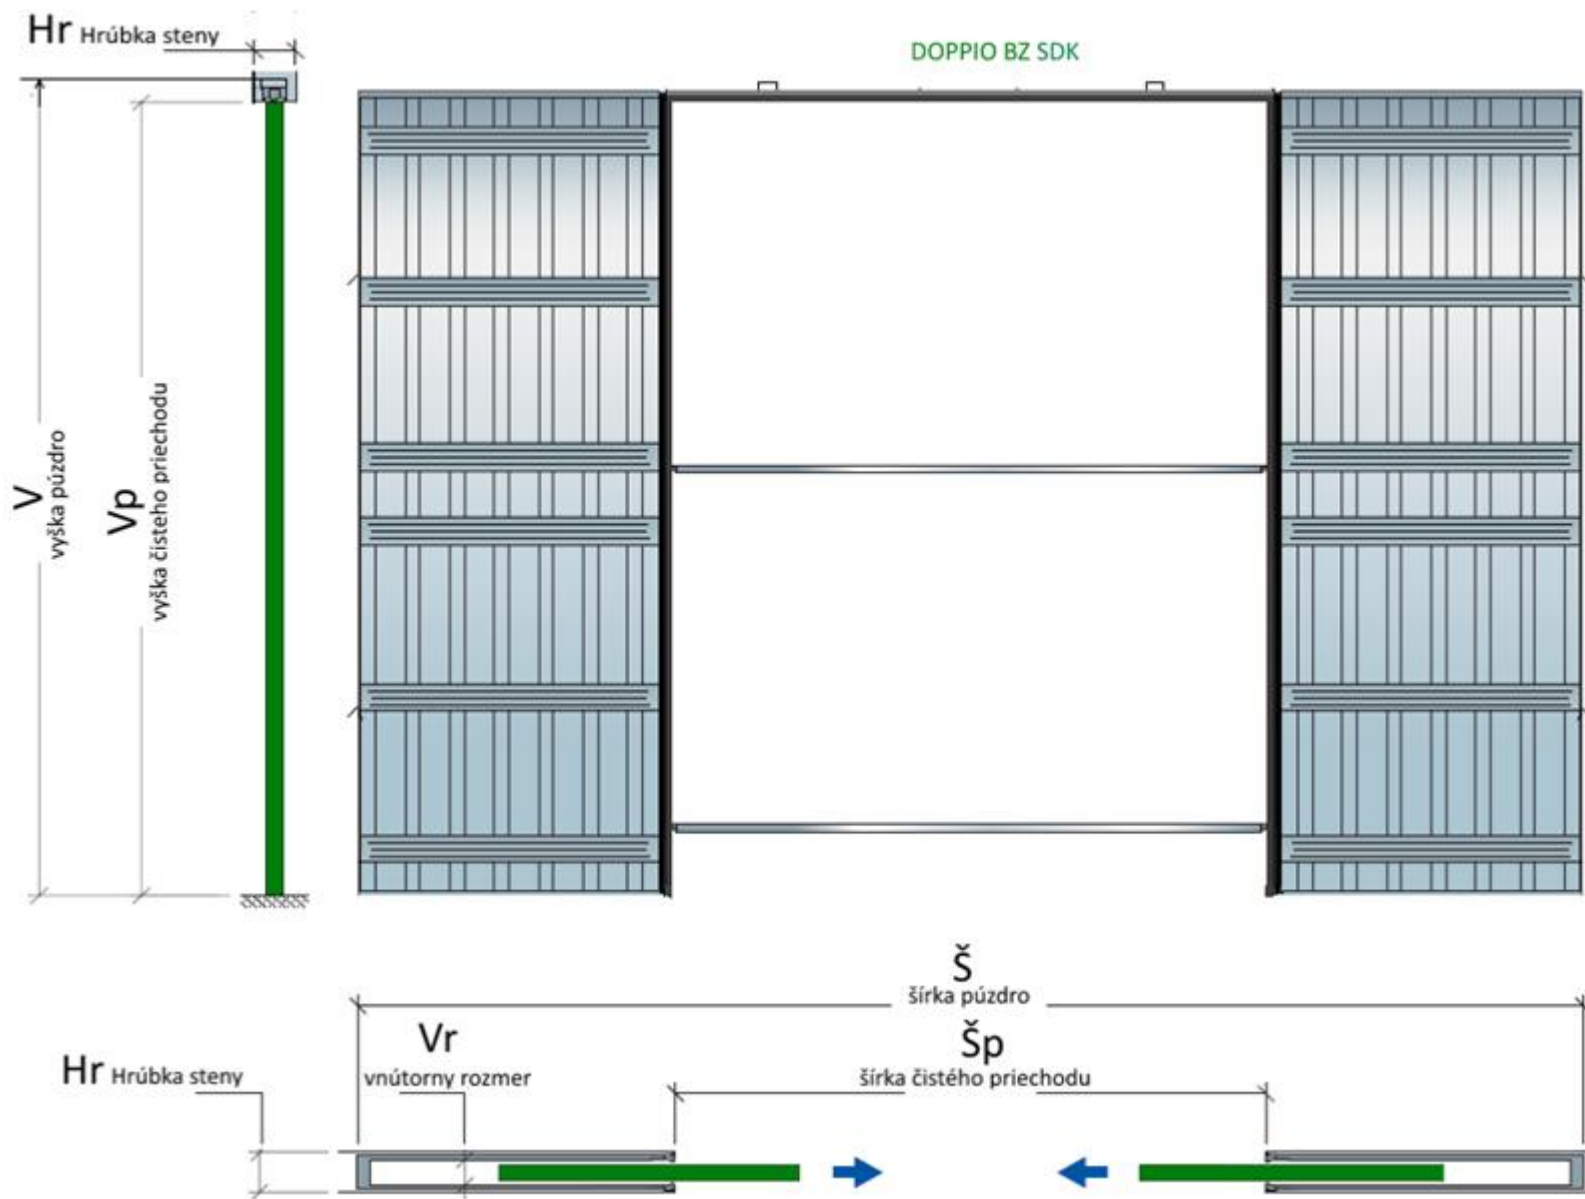 Hr Hrúbka steny
DOPPIO BZ SDK
V
vyška púzdro
Vp
vyška čisteho priechodu
Š
šírka púzdro
Vr
vnútorny rozmer
Šp
šírka čistého priechodu
Hr Hrúbka steny